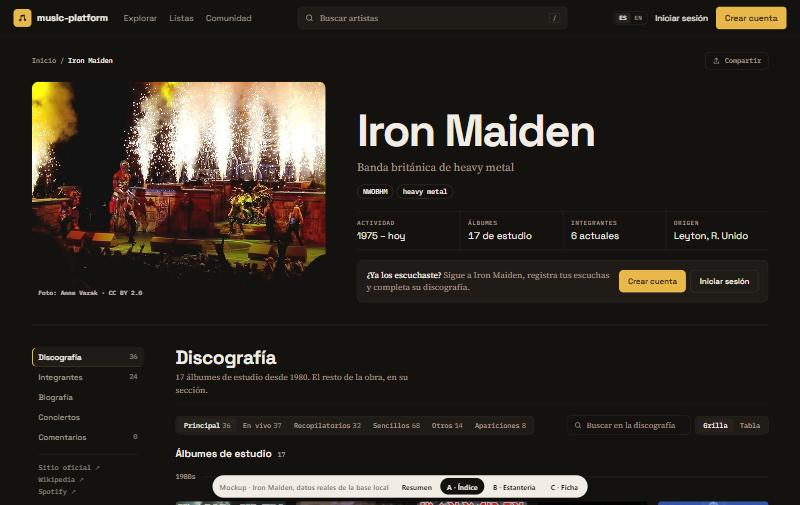 music-platform Explorar Listas Comunidad Buscar artistas / ES EN Iniciar sesión Crear cuenta
Inicio / Iron Maiden Compartir
Iron Maiden
Banda británica de heavy metal
NWOBHM heavy metal
ACTIVIDAD ÁLBUMES INTEGRANTES ORIGEN
1975 – hoy 17 de estudio 6 actuales Leyton, R. Unido
¿Ya los escuchaste? Sigue a Iron Maiden, registra tus escuchas
y completa su discografía.
Crear cuenta Iniciar sesión
Foto: Anne Varak · CC BY 2.0
Discografía 36
Integrantes 24
Biografía
Conciertos
Comentarios 0
Sitio oficial ↗
Wikipedia ↗
Spotify ↗
Discografía
17 álbumes de estudio desde 1980. El resto de la obra, en su
sección.
Principal 36 En vivo 37 Recopilatorios 32 Sencillos 68 Otros 14 Apariciones 8 Buscar en la discografía Grilla Tabla
Álbumes de estudio 17
1980s
Mockup · Iron Maiden, datos reales de la base local Resumen A · Índice B · Estantería C · Ficha